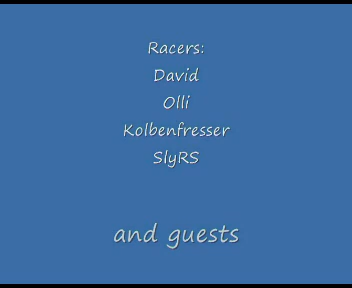 Racers:
David
Olli
Kolbenfresser
SlyRS
and guests